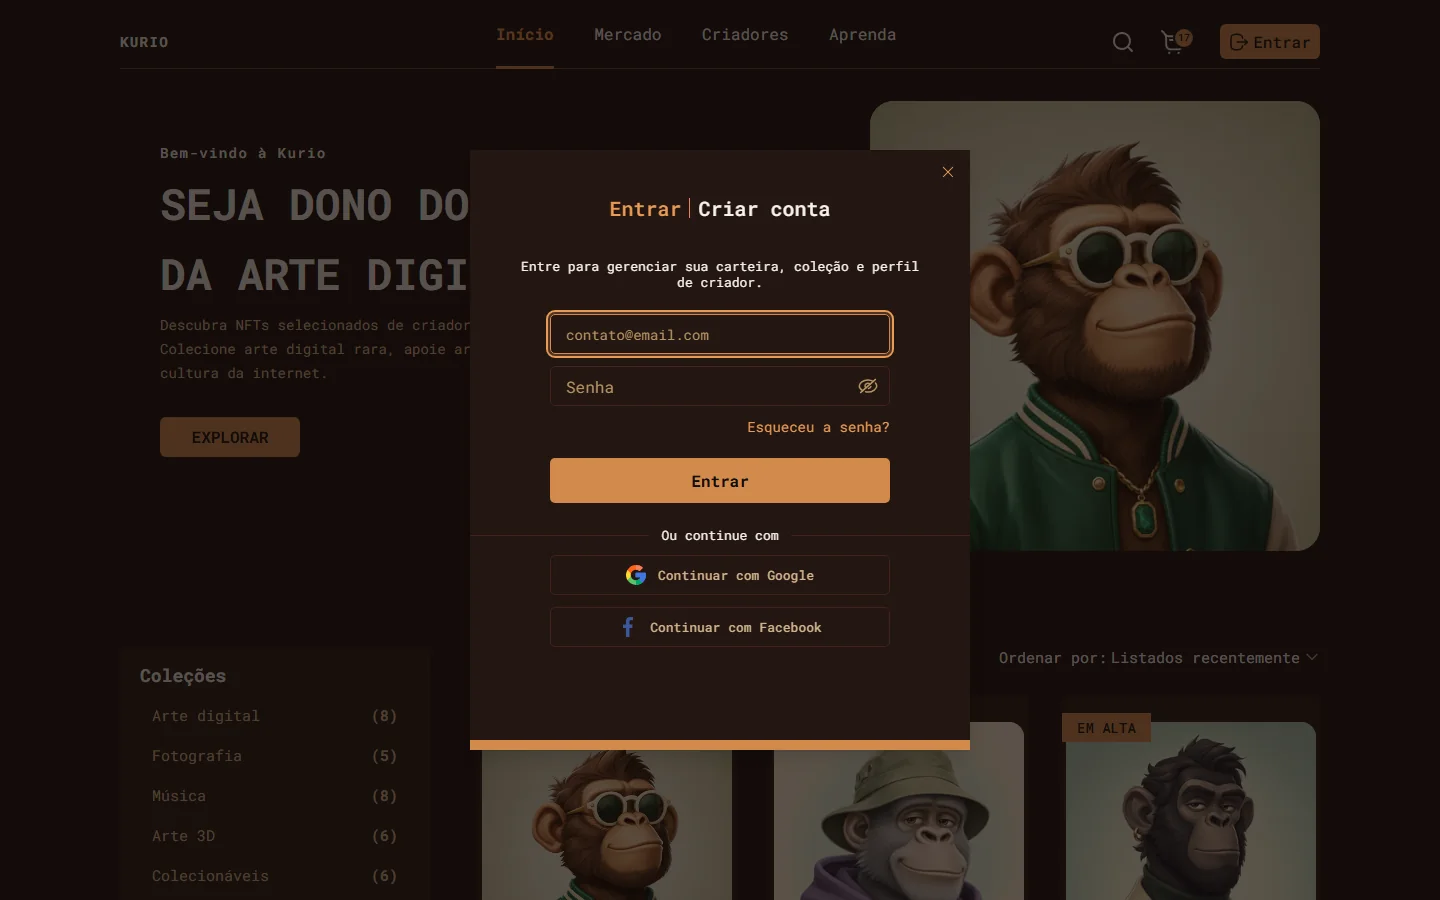 KURIO
Início
Mercado
Criadores
Aprenda
17
Entrar
Bem-vindo à Kurio
SEJA DONO DO
DA ARTE DIGI
Descubra NFTs selecionados de criador
Colecione arte digital rara, apoie ar
cultura da internet.
EXPLORAR
Entrar
Criar conta
Entre para gerenciar sua carteira, coleção e perfil
de criador.
contato@email.com
Senha
Esqueceu a senha?
Entrar
Ou continue com
Continuar com Google
Continuar com Facebook
Ordenar por: Listados recentemente
Coleções
Arte digital (8)
Fotografia (5)
Música (8)
Arte 3D (6)
Colecionáveis (6)
EM ALTA